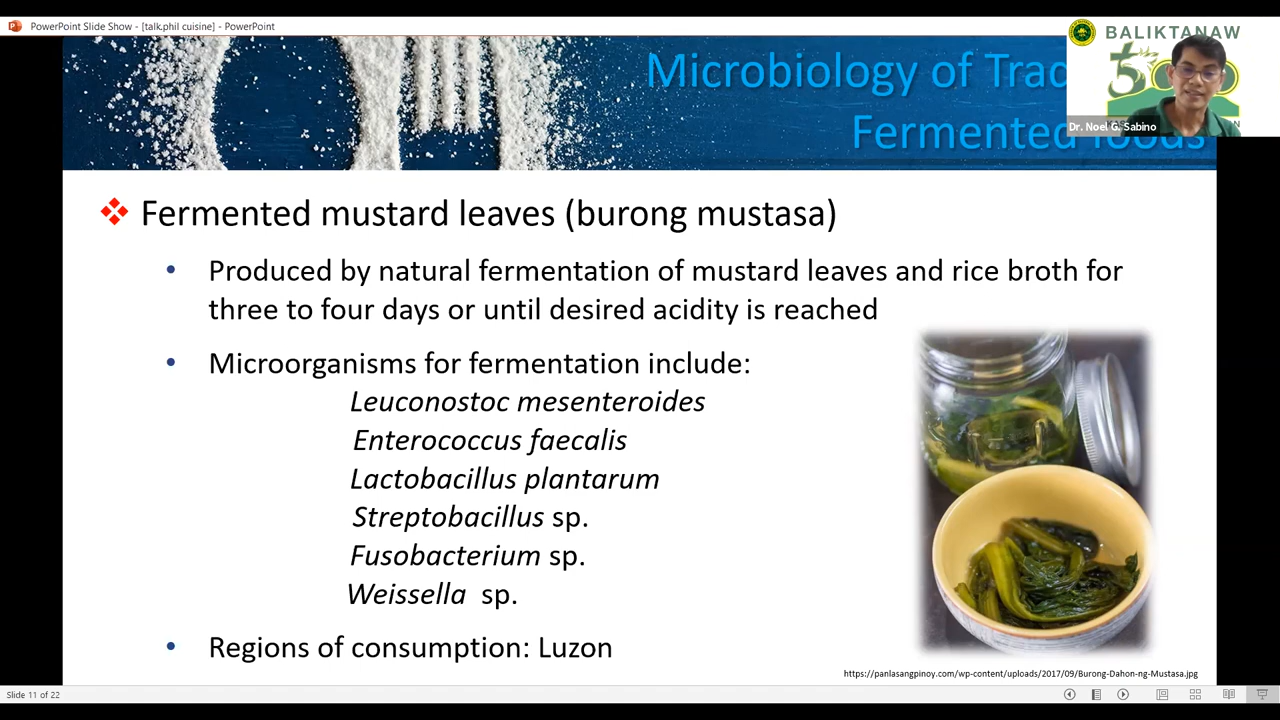 PowerPoint Slide Show - [talk.phil cuisine] - PowerPoint
BALIKTANAW
Microbiology of
Fermented foods
Dr. Noel G. Sabino
Fermented mustard leaves (burong mustasa)
• Produced by natural fermentation of mustard leaves and rice broth for
three to four days or until desired acidity is reached
• Microorganisms for fermentation include:
Leuconostoc mesenteroides
Enterococcus faecalis
Lactobacillus plantarum
Streptobacillus sp.
Fusobacterium sp.
Weissella sp.
• Regions of consumption: Luzon
https://panlasangpinoy.com/wp-content/uploads/2017/09/Burong-Dahon-ng-Mustasa.jpg
Slide 11 of 22